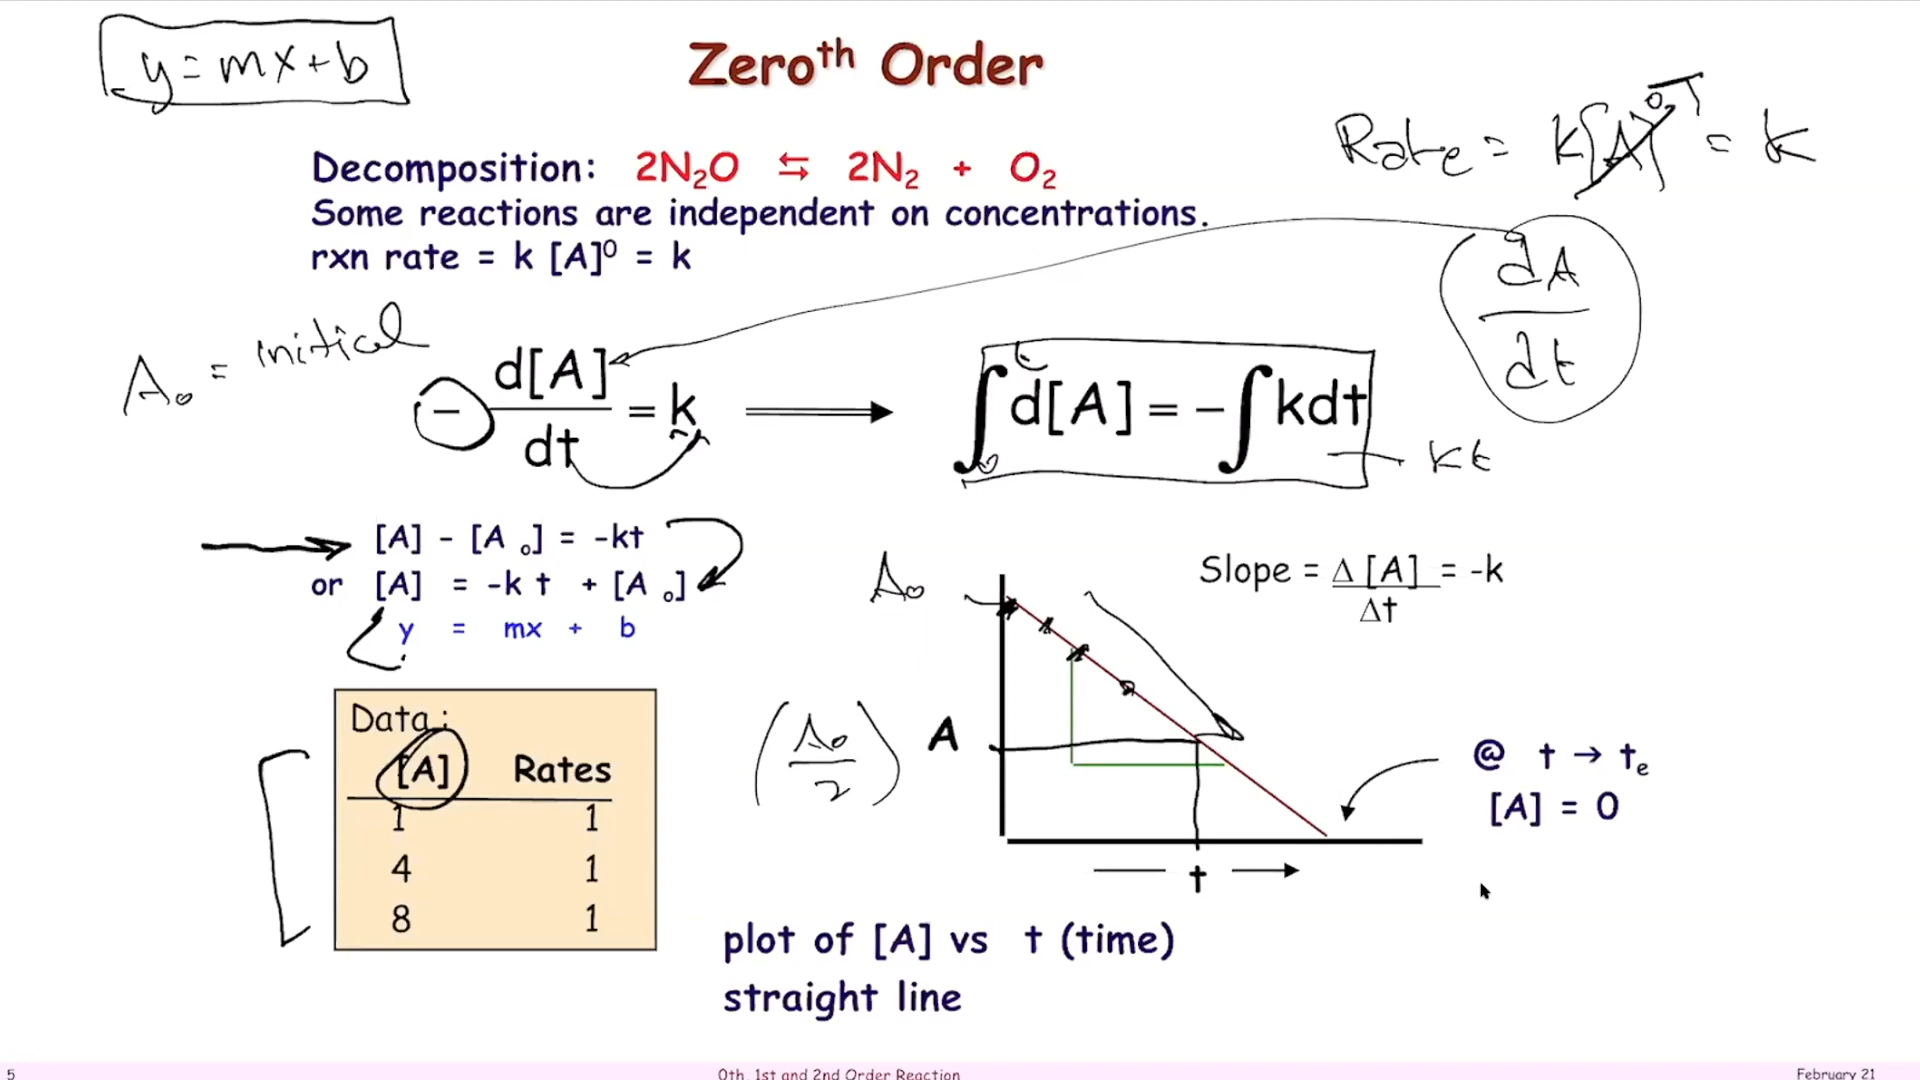 y = mx + b
Zeroth Order
Rate = k[A]⁰ = k
Decomposition: 2N₂O ⇆ 2N₂ + O₂
Some reactions are independent on concentrations.
rxn rate = k [A]⁰ = k
dA
dt
A₀ = initial
− d[A] = k
dt
∫ d[A] = − ∫ kdt
t
0
kt
[A] - [A ₀] = -kt
or [A] = -k t + [A ₀]
y = mx + b
A₀
Slope = Δ [A] = -k
Δt
Data:
[A] Rates
1 1
4 1
8 1
(A₀
2)
A
@ t → tₑ
[A] = 0
t
plot of [A] vs t (time)
straight line
5
0th, 1st and 2nd Order Reaction
February 21